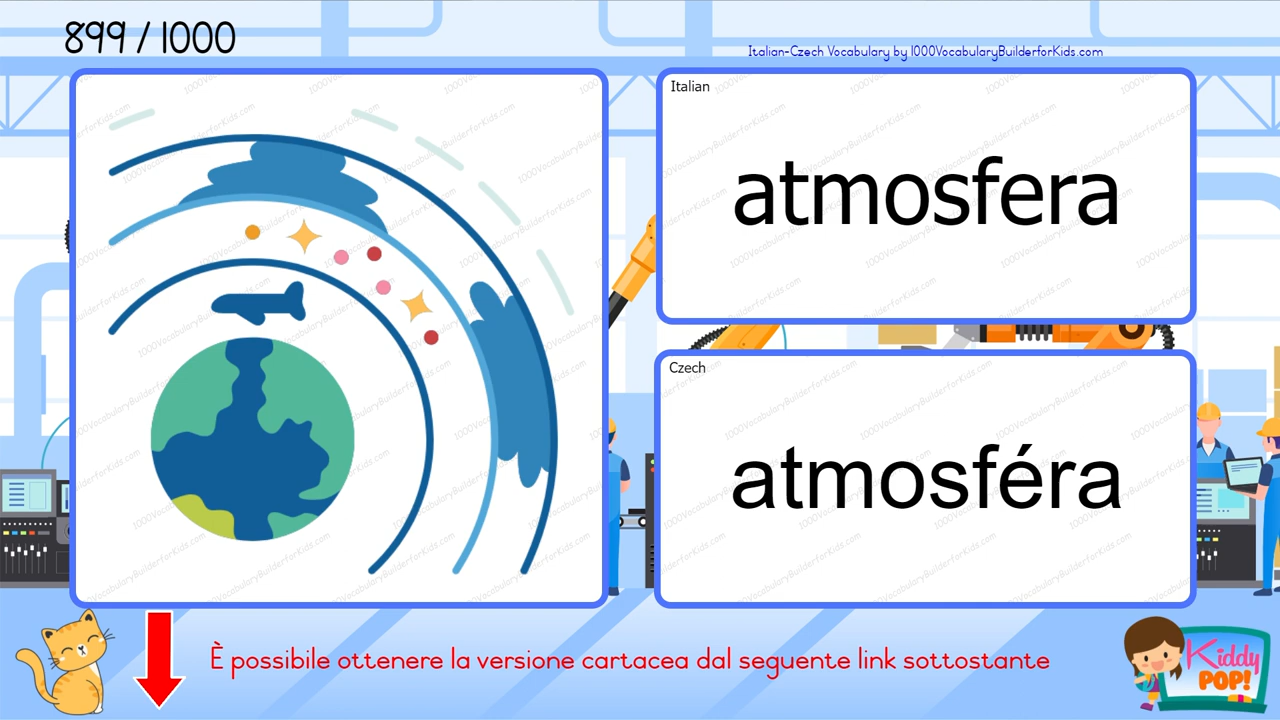 899 / 1000
Italian-Czech Vocabulary by 1000VocabularyBuilderforKids.com
Italian
atmosfera
Czech
atmosféra
È possibile ottenere la versione cartacea dal seguente link sottostante
Kiddy
POP!